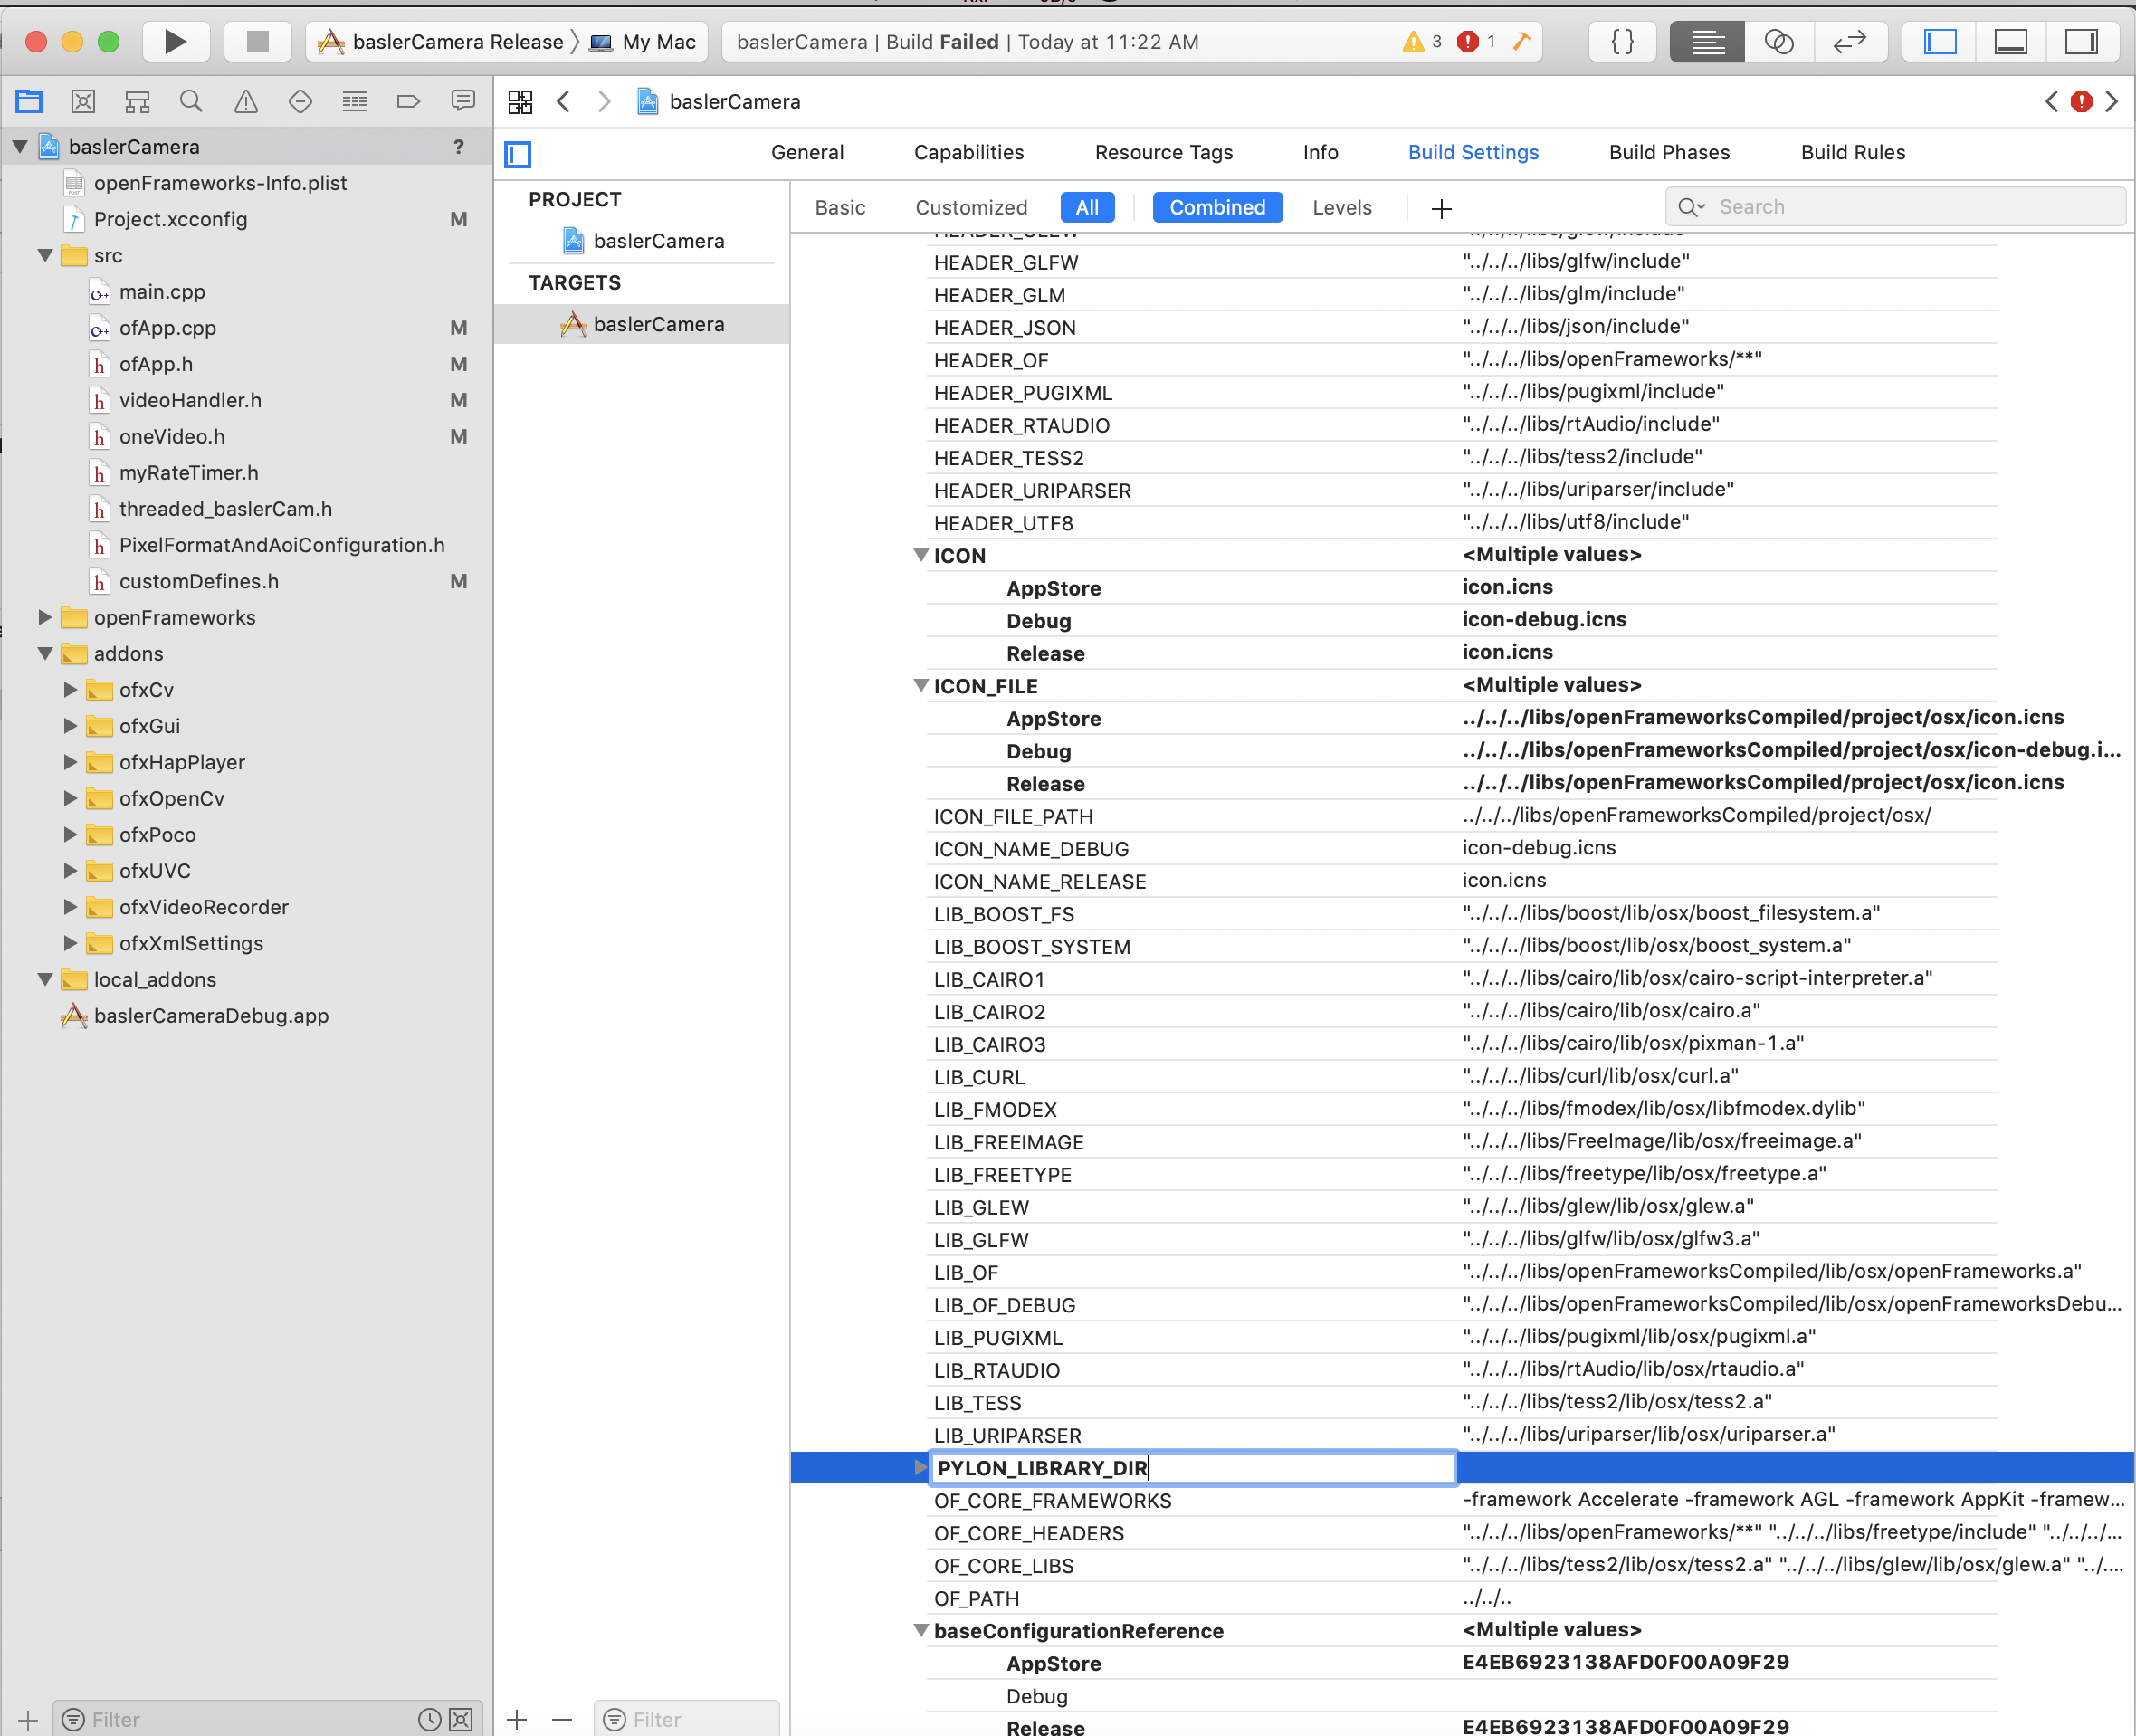 baslerCamera Release 〉 My Mac
baslerCamera | Build Failed | Today at 11:22 AM
3
1
baslerCamera
baslerCamera ?
openFrameworks-Info.plist
Project.xcconfig M
src
main.cpp
ofApp.cpp M
ofApp.h M
videoHandler.h M
oneVideo.h M
myRateTimer.h
threaded_baslerCam.h
PixelFormatAndAoiConfiguration.h
customDefines.h M
openFrameworks
addons
ofxCv
ofxGui
ofxHapPlayer
ofxOpenCv
ofxPoco
ofxUVC
ofxVideoRecorder
ofxXmlSettings
local_addons
baslerCameraDebug.app
Filter
General Capabilities Resource Tags Info Build Settings Build Phases Build Rules
PROJECT
baslerCamera
TARGETS
baslerCamera
Filter
Basic Customized All Combined Levels + Search
HEADER_GLEW "../../../libs/glew/include"
HEADER_GLFW "../../../libs/glfw/include"
HEADER_GLM "../../../libs/glm/include"
HEADER_JSON "../../../libs/json/include"
HEADER_OF "../../../libs/openFrameworks/**"
HEADER_PUGIXML "../../../libs/pugixml/include"
HEADER_RTAUDIO "../../../libs/rtAudio/include"
HEADER_TESS2 "../../../libs/tess2/include"
HEADER_URIPARSER "../../../libs/uriparser/include"
HEADER_UTF8 "../../../libs/utf8/include"
ICON <Multiple values>
AppStore icon.icns
Debug icon-debug.icns
Release icon.icns
ICON_FILE <Multiple values>
AppStore ../../../libs/openFrameworksCompiled/project/osx/icon.icns
Debug ../../../libs/openFrameworksCompiled/project/osx/icon-debug.i...
Release ../../../libs/openFrameworksCompiled/project/osx/icon.icns
ICON_FILE_PATH ../../../libs/openFrameworksCompiled/project/osx/
ICON_NAME_DEBUG icon-debug.icns
ICON_NAME_RELEASE icon.icns
LIB_BOOST_FS "../../../libs/boost/lib/osx/boost_filesystem.a"
LIB_BOOST_SYSTEM "../../../libs/boost/lib/osx/boost_system.a"
LIB_CAIRO1 "../../../libs/cairo/lib/osx/cairo-script-interpreter.a"
LIB_CAIRO2 "../../../libs/cairo/lib/osx/cairo.a"
LIB_CAIRO3 "../../../libs/cairo/lib/osx/pixman-1.a"
LIB_CURL "../../../libs/curl/lib/osx/curl.a"
LIB_FMODEX "../../../libs/fmodex/lib/osx/libfmodex.dylib"
LIB_FREEIMAGE "../../../libs/FreeImage/lib/osx/freeimage.a"
LIB_FREETYPE "../../../libs/freetype/lib/osx/freetype.a"
LIB_GLEW "../../../libs/glew/lib/osx/glew.a"
LIB_GLFW "../../../libs/glfw/lib/osx/glfw3.a"
LIB_OF "../../../libs/openFrameworksCompiled/lib/osx/openFrameworks.a"
LIB_OF_DEBUG "../../../libs/openFrameworksCompiled/lib/osx/openFrameworksDebu...
LIB_PUGIXML "../../../libs/pugixml/lib/osx/pugixml.a"
LIB_RTAUDIO "../../../libs/rtAudio/lib/osx/rtaudio.a"
LIB_TESS "../../../libs/tess2/lib/osx/tess2.a"
LIB_URIPARSER "../../../libs/uriparser/lib/osx/uriparser.a"
PYLON_LIBRARY_DIR
OF_CORE_FRAMEWORKS -framework Accelerate -framework AGL -framework AppKit -framew...
OF_CORE_HEADERS "../../../libs/openFrameworks/**" "../../../libs/freetype/include" "../../../...
OF_CORE_LIBS "../../../libs/tess2/lib/osx/tess2.a" "../../../libs/glew/lib/osx/glew.a" "../....
OF_PATH ../../..
baseConfigurationReference <Multiple values>
AppStore E4EB6923138AFD0F00A09F29
Debug
Release E4EB6923138AFD0F00A09F29